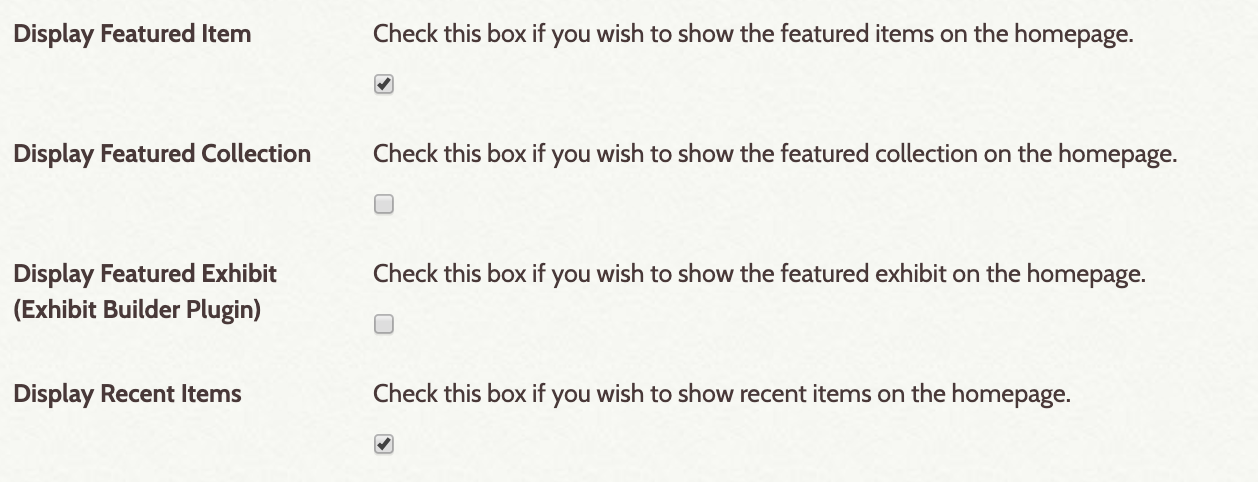 Display Featured Item
Check this box if you wish to show the featured items on the homepage.
Display Featured Collection
Check this box if you wish to show the featured collection on the homepage.
Display Featured Exhibit
(Exhibit Builder Plugin)
Check this box if you wish to show the featured exhibit on the homepage.
Display Recent Items
Check this box if you wish to show recent items on the homepage.